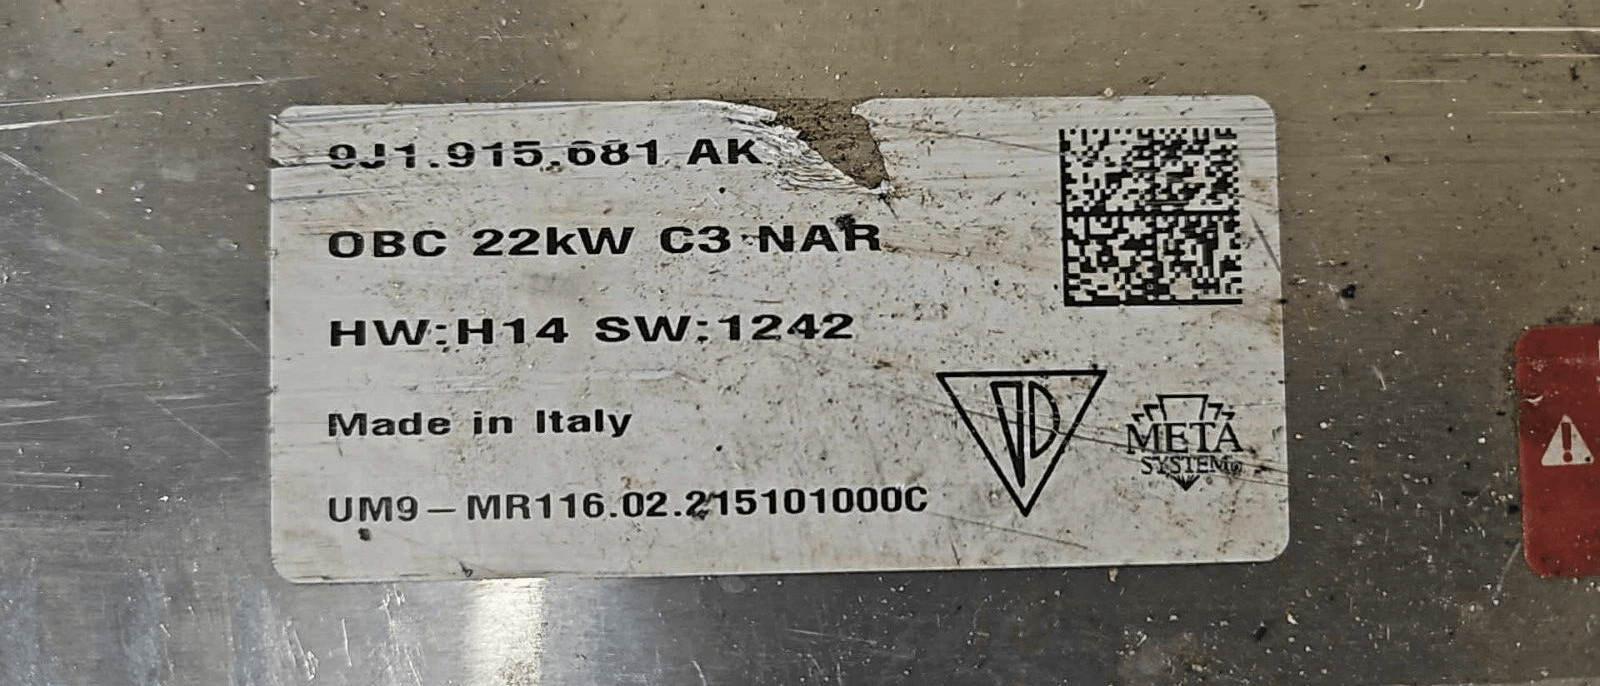 9J1.915.681 AK
OBC 22kW C3 NAR
HW:H14 SW:1242
Made in Italy
UM9-MR116.02.215101000C
META
SYSTEM